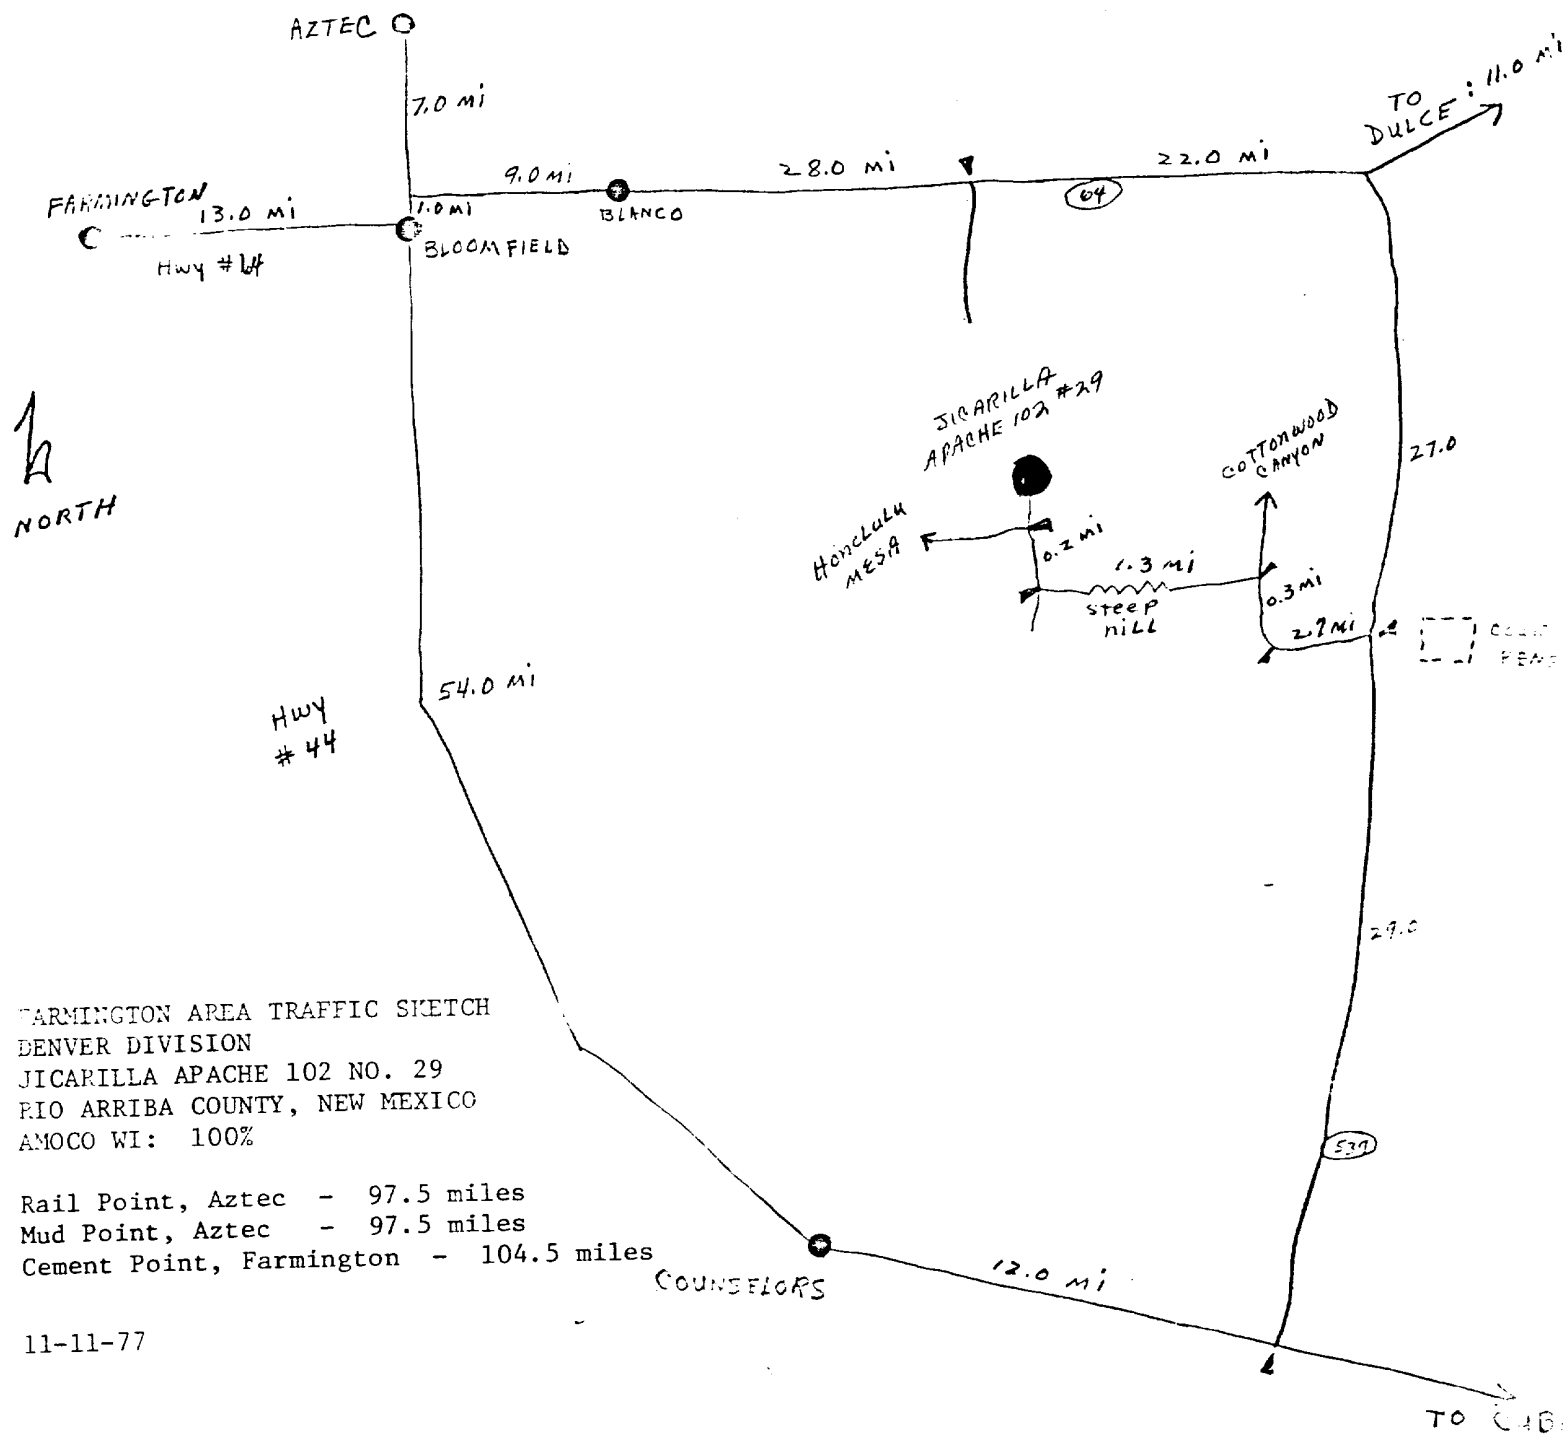 AZTEC
7.0 mi
TO
DULCE : 11.0 mi
9.0 mi
28.0 mi
22.0 mi
64
FARMINGTON
13.0 mi
1.0 mi
BLANCO
BLOOMFIELD
Hwy #64
JICARILLA
APACHE 102 #29
COTTONWOOD
CANYON
27.0
NORTH
HONOLULU
MESA
0.2 mi
1.3 mi
steep
hill
0.3 mi
2.9 mi
54.0 mi
HWY
# 44
29.0
FARMINGTON AREA TRAFFIC SKETCH
DENVER DIVISION
JICARILLA APACHE 102 NO. 29
RIO ARRIBA COUNTY, NEW MEXICO
AMOCO WI: 100%
537
Rail Point, Aztec - 97.5 miles
Mud Point, Aztec - 97.5 miles
Cement Point, Farmington - 104.5 miles
COUNSELORS
12.0 mi
11-11-77
TO